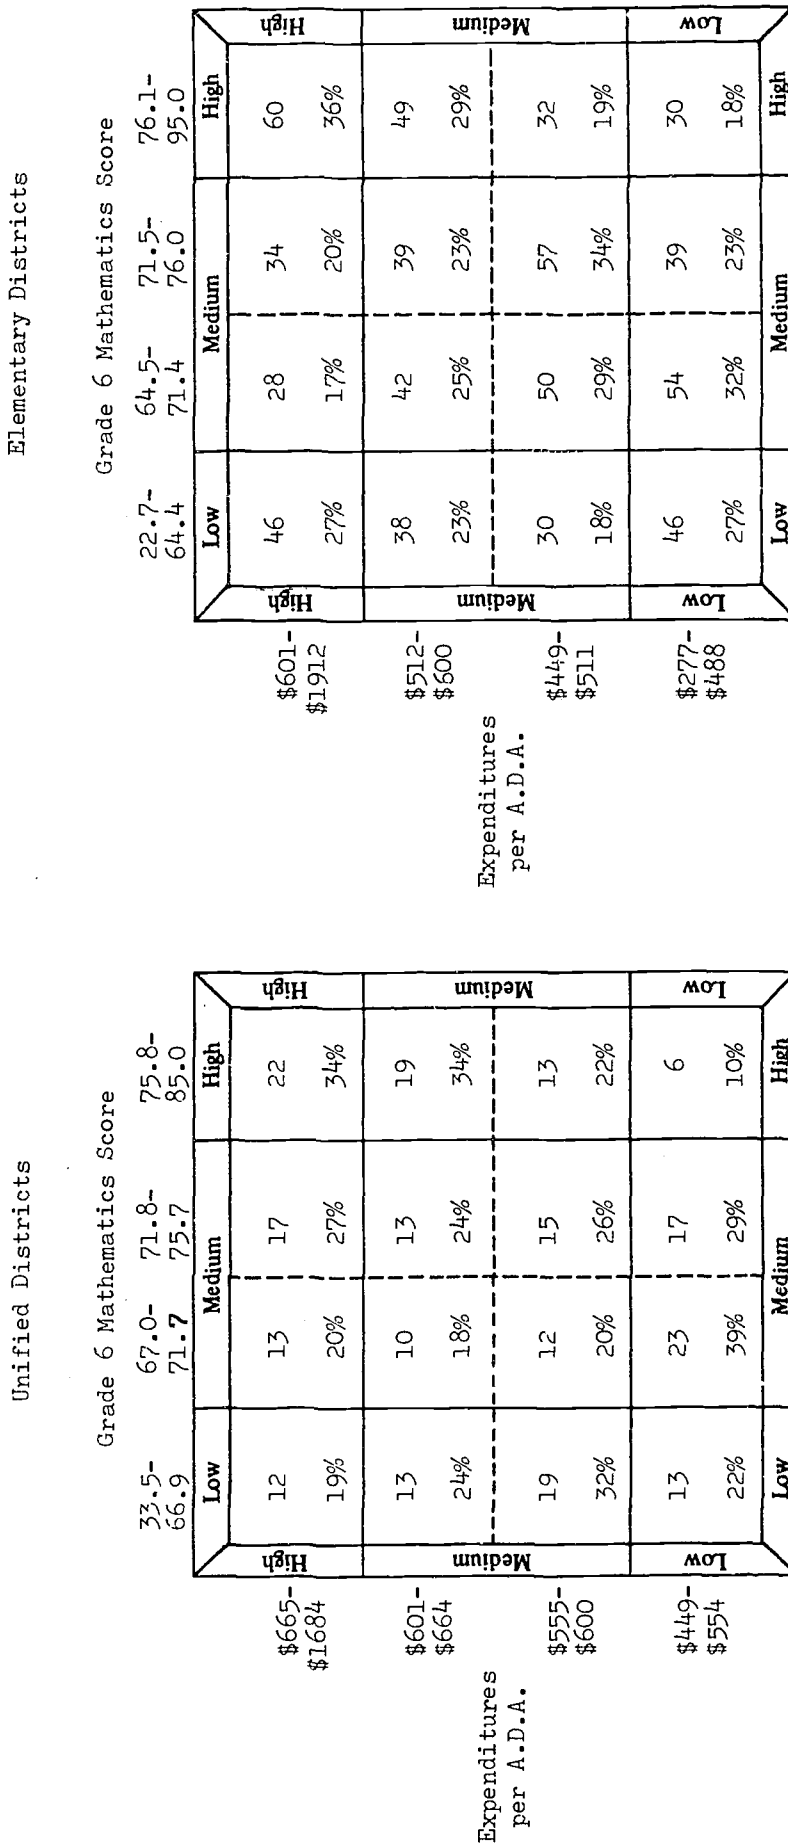 Unified Districts
Grade 6 Mathematics Score
33.5- 67.0- 71.8- 75.8-
66.9 71.7 75.7 85.0
Low Medium High
Expenditures
per A.D.A.
$665-
$1684
High
12 13 17 22
19% 20% 27% 34%
High
$601-
$664
Medium
13 10 13 19
24% 18% 24% 34%
Medium
$555-
$600
19 12 15 13
32% 20% 26% 22%
$449-
$554
Low
13 23 17 6
22% 39% 29% 10%
Low
Low Medium High
Elementary Districts
Grade 6 Mathematics Score
22.7- 64.5- 71.5- 76.1-
64.4 71.4 76.0 95.0
Low Medium High
Expenditures
per A.D.A.
$601-
$1912
High
46 28 34 60
27% 17% 20% 36%
High
$512-
$600
Medium
38 42 39 49
23% 25% 23% 29%
Medium
$449-
$511
30 50 57 32
18% 29% 34% 19%
$277-
$488
Low
46 54 39 30
27% 32% 23% 18%
Low
Low Medium High